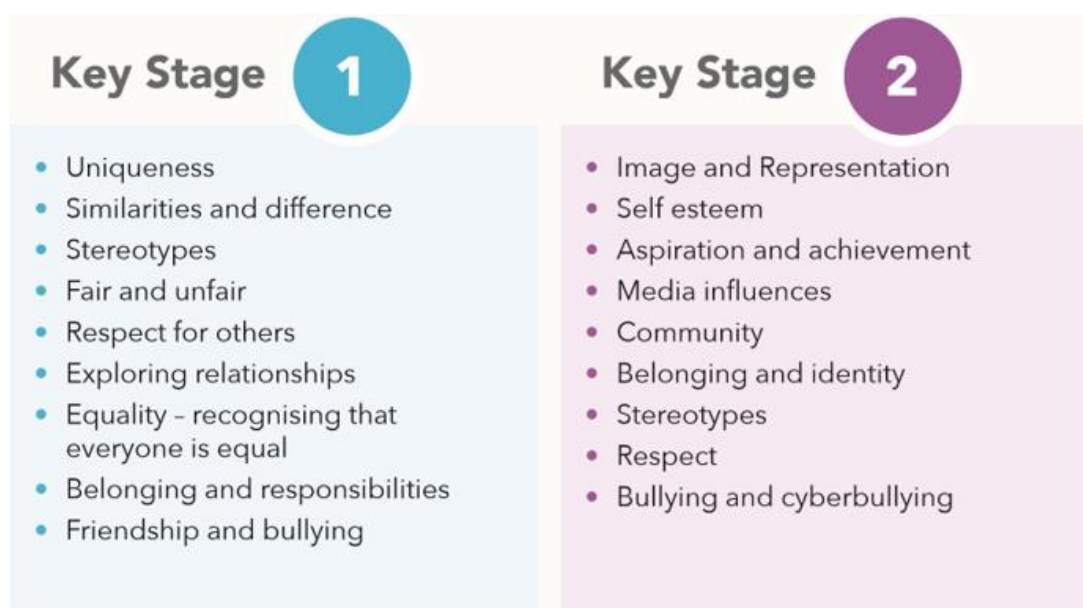 Key Stage 1
• Uniqueness
• Similarities and difference
• Stereotypes
• Fair and unfair
• Respect for others
• Exploring relationships
• Equality – recognising that
everyone is equal
• Belonging and responsibilities
• Friendship and bullying
Key Stage 2
• Image and Representation
• Self esteem
• Aspiration and achievement
• Media influences
• Community
• Belonging and identity
• Stereotypes
• Respect
• Bullying and cyberbullying